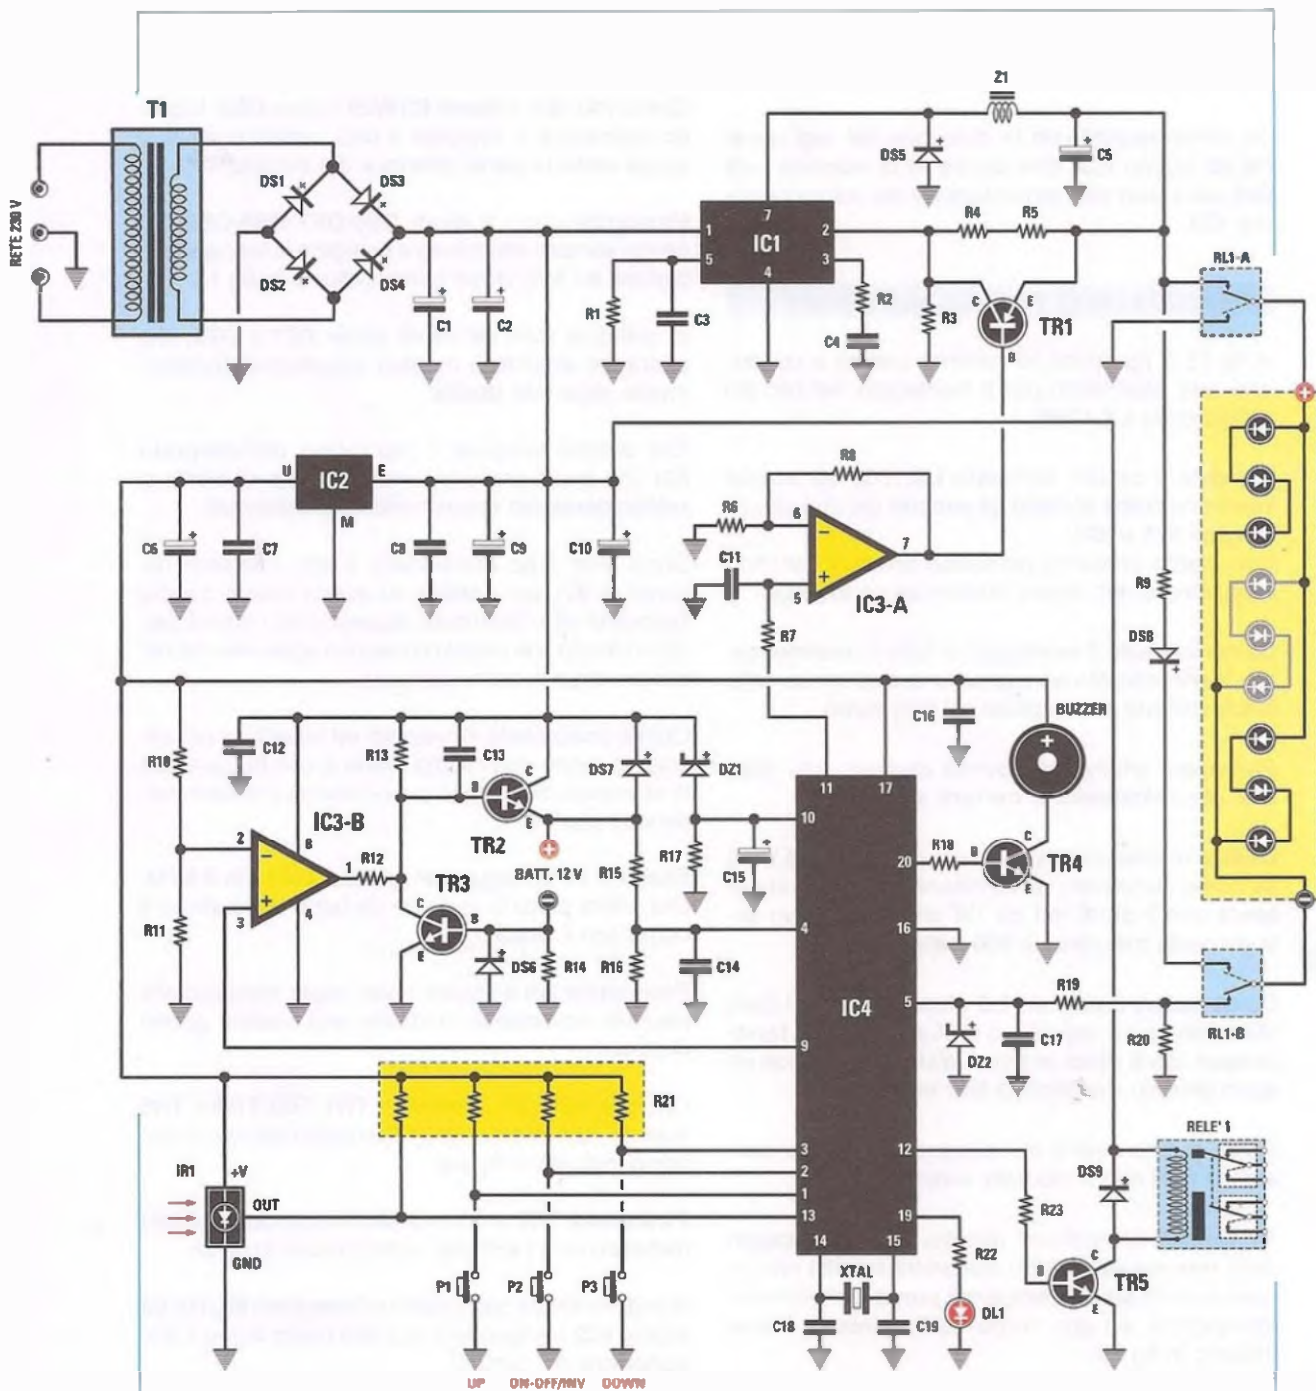 Z1
T1
DS1
DS3
DS2
DS4
RETE 230 V
+
C1
+
C2
R1
C3
1
7
IC1
2
5
4
3
DS5
+
+
C5
R4
R5
R2
C4
R3
C
E
B
TR1
RL1-A
+
U
IC2
E
M
C6
+
C7
C8
C9
+
C10
+
R8
R6
6
−
C11
+
5
7
IC3-A
R7
R9
DS8
+
C16
BUZZER
+
R10
C12
R13
C13
B
C
E
TR2
DS7
+
DZ1
+
IC3-B
2
−
8
+
3
4
1
R12
R11
TR3
C
B
E
+
BATT. 12 V
−
DS6
+
R14
R15
R16
R17
C15
+
C14
11
17
10
20
4
16
5
IC4
9
3
2
1
13
12
19
14
15
R18
B
C
E
TR4
R19
DZ2
+
C17
R20
−
RL1-B
R21
IR1
+V
OUT
GND
P1
P2
P3
XTAL
C18
C19
R22
DL1
R23
B
C
E
TR5
DS9
+
RELE' 1
UP
ON-OFF/INV
DOWN